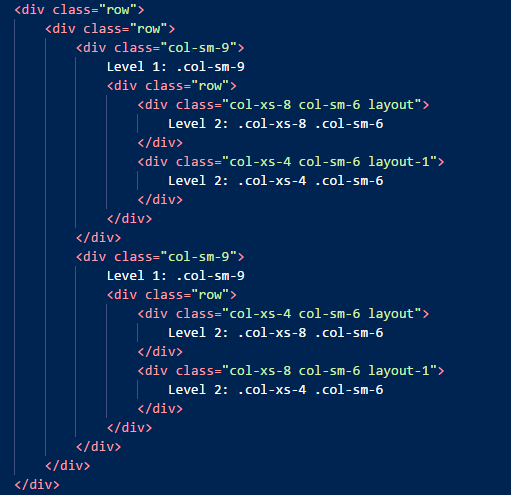 <div class="row">
    <div class="row">
        <div class="col-sm-9">
            Level 1: .col-sm-9
            <div class="row">
                <div class="col-xs-8 col-sm-6 layout">
                    Level 2: .col-xs-8 .col-sm-6
                </div>
                <div class="col-xs-4 col-sm-6 layout-1">
                    Level 2: .col-xs-4 .col-sm-6
                </div>
            </div>
        </div>
        <div class="col-sm-9">
            Level 1: .col-sm-9
            <div class="row">
                <div class="col-xs-4 col-sm-6 layout">
                    Level 2: .col-xs-8 .col-sm-6
                </div>
                <div class="col-xs-8 col-sm-6 layout-1">
                    Level 2: .col-xs-4 .col-sm-6
                </div>
            </div>
        </div>
    </div>
</div>